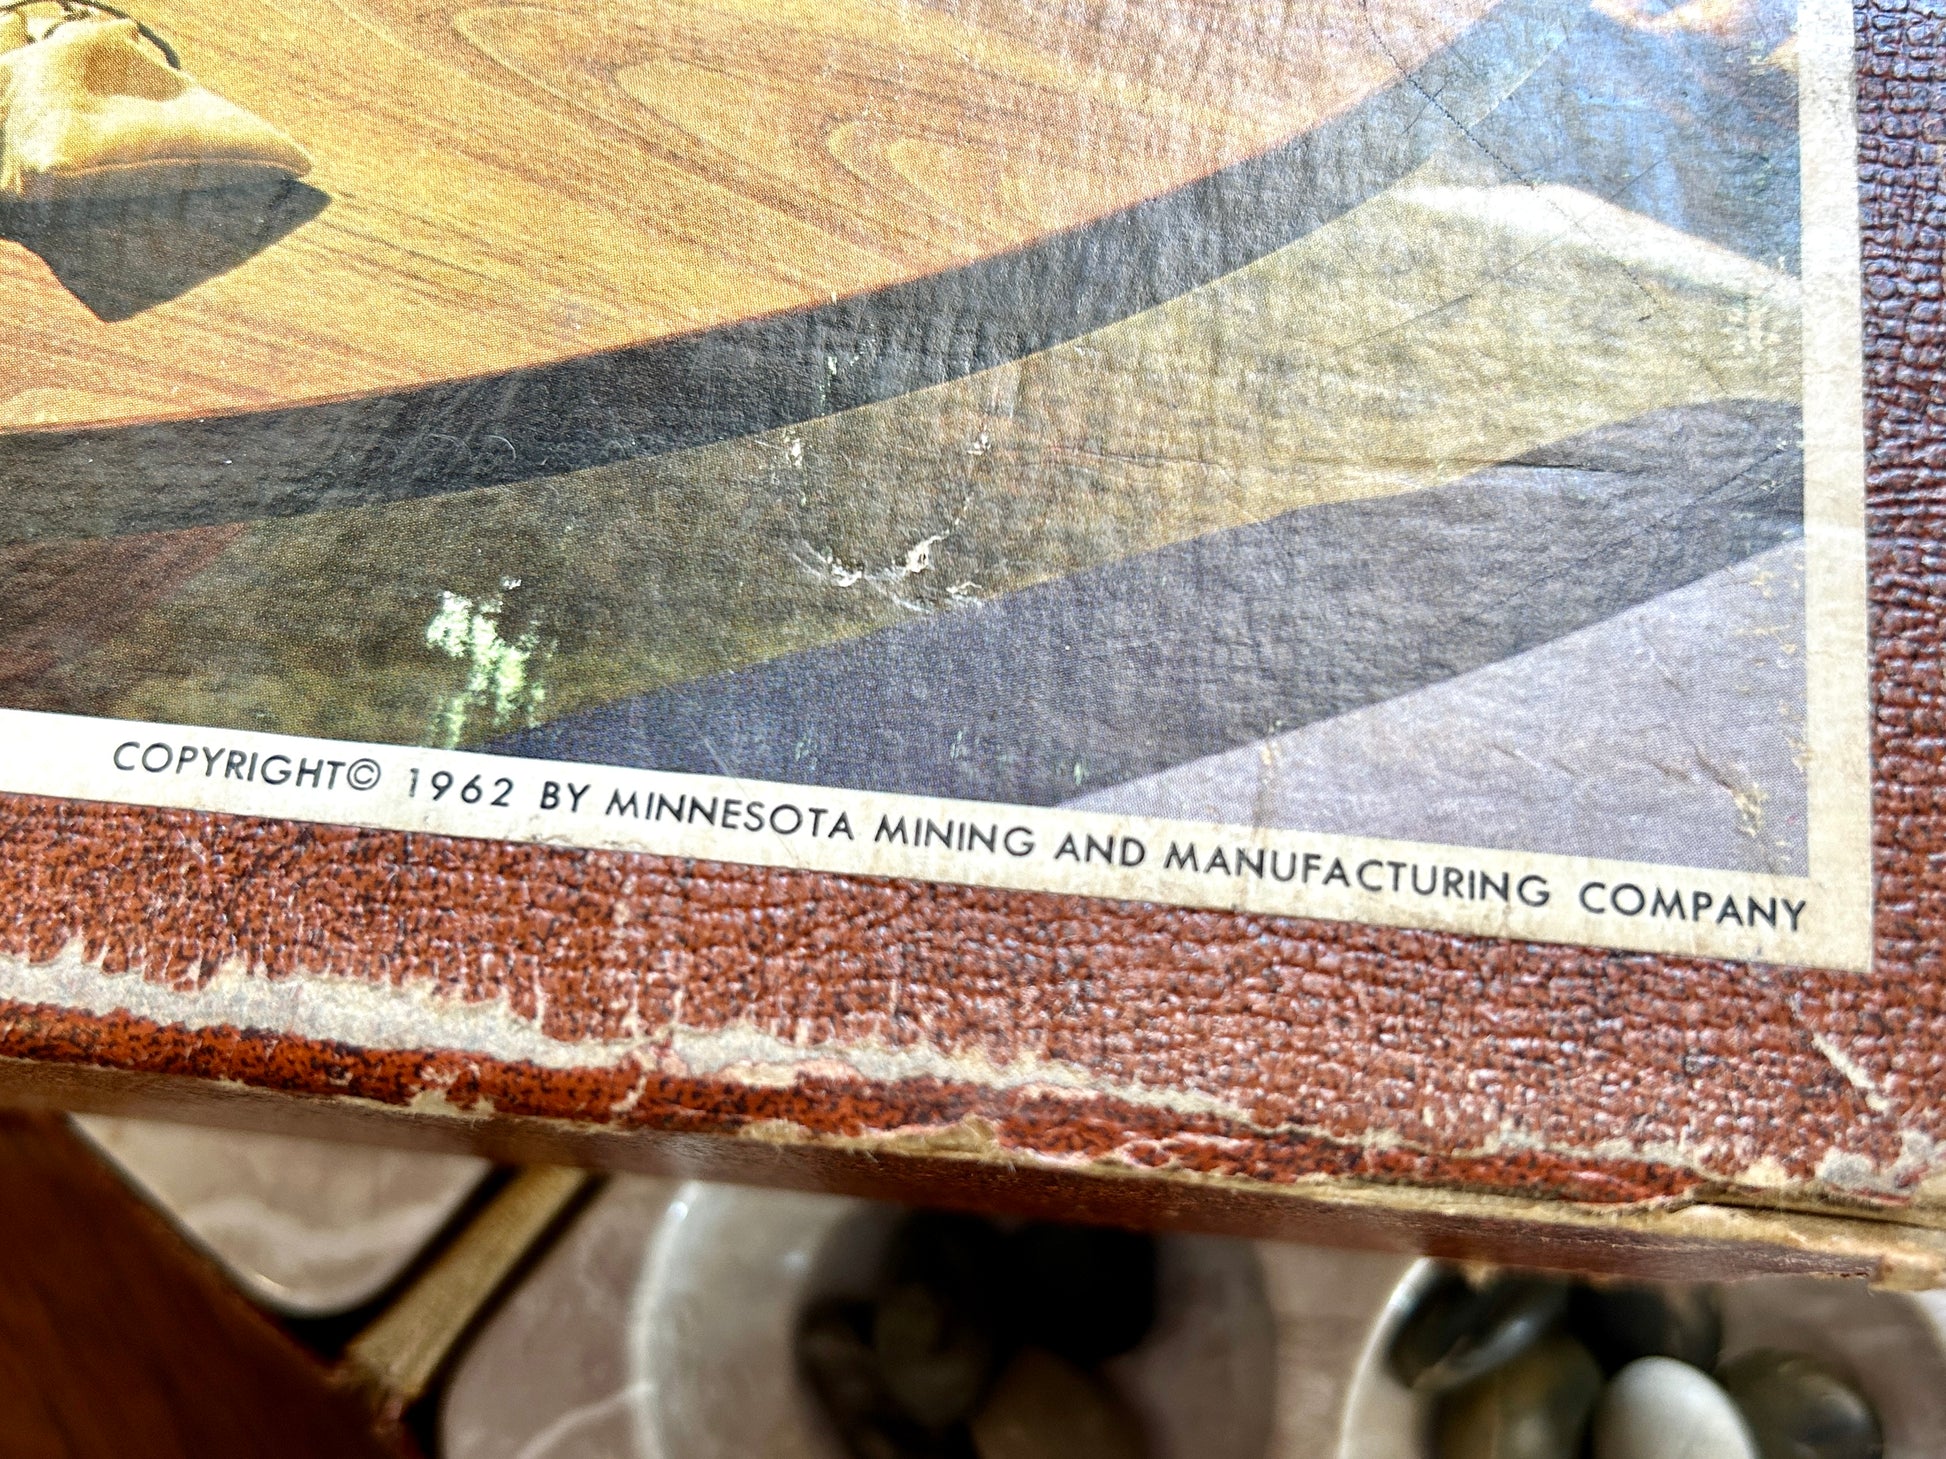 COPYRIGHT© 1962 BY MINNESOTA MINING AND MANUFACTURING COMPANY